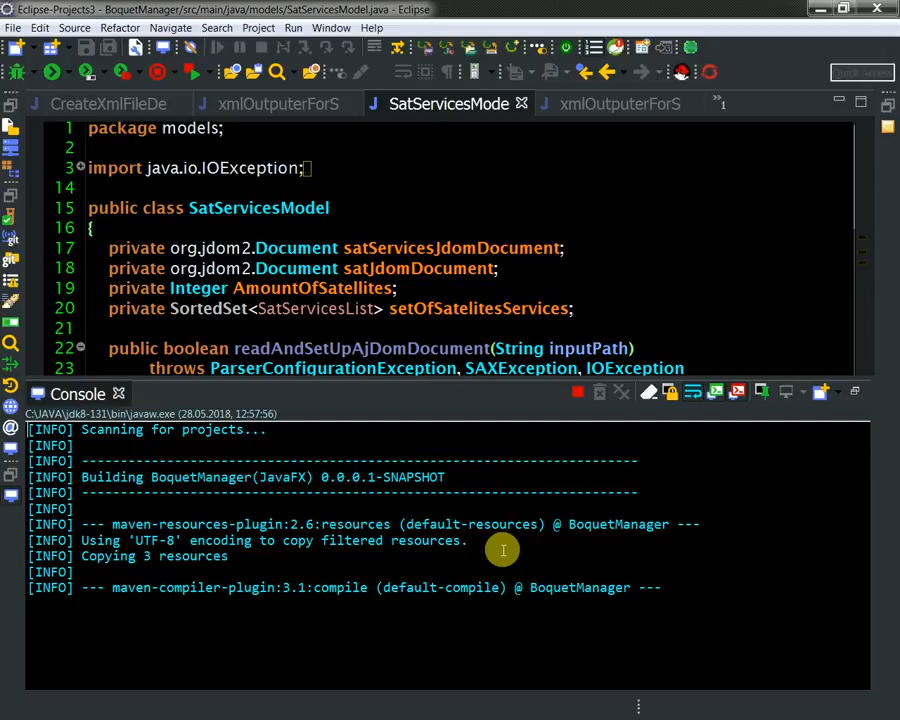 Eclipse-Projects3 - BoquetManager/src/main/java/models/SatServicesModel.java - Eclipse
File Edit Source Refactor Navigate Search Project Run Window Help
Quick Access
CreateXmlFileDe xmlOutputerForS SatServicesMode xmlOutputerForS »1
1 package models;
2
3 import java.io.IOException;
14
15 public class SatServicesModel
16 {
17 private org.jdom2.Document satServicesJdomDocument;
18 private org.jdom2.Document satJdomDocument;
19 private Integer AmountOfSatellites;
20 private SortedSet<SatServicesList> setOfSatelitesServices;
21
22 public boolean readAndSetUpAjDomDocument(String inputPath)
23 throws ParserConfigurationException, SAXException, IOException
Console
C:\JAVA\jdk8-131\bin\javaw.exe (28.05.2018, 12:57:56)
[INFO] Scanning for projects...
[INFO]
[INFO] ------------------------------------------------------------------------
[INFO] Building BoquetManager(JavaFX) 0.0.0.1-SNAPSHOT
[INFO] ------------------------------------------------------------------------
[INFO]
[INFO] --- maven-resources-plugin:2.6:resources (default-resources) @ BoquetManager ---
[INFO] Using 'UTF-8' encoding to copy filtered resources.
[INFO] Copying 3 resources
[INFO]
[INFO] --- maven-compiler-plugin:3.1:compile (default-compile) @ BoquetManager ---